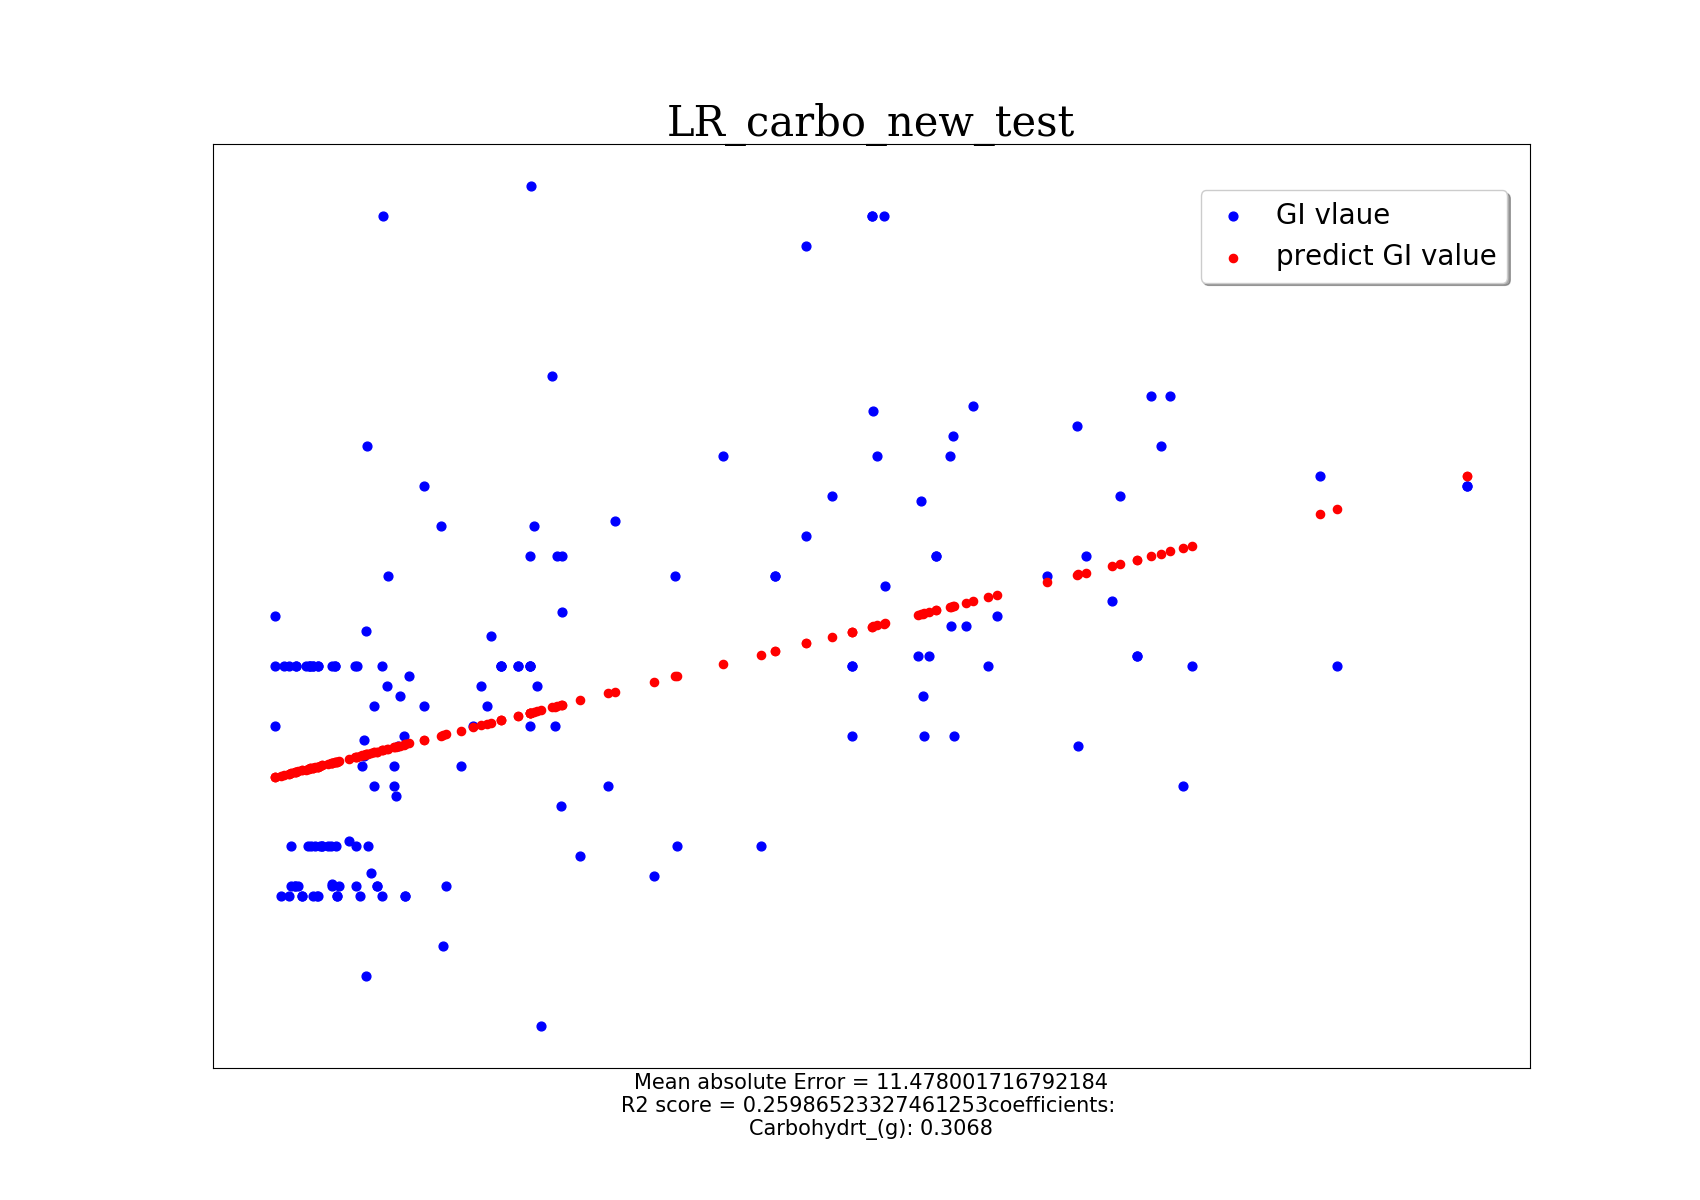 LR_carbo_new_test
GI vlaue
predict GI value
Mean absolute Error = 11.478001716792184
R2 score = 0.25986523327461253coefficients:
Carbohydrt_(g): 0.3068